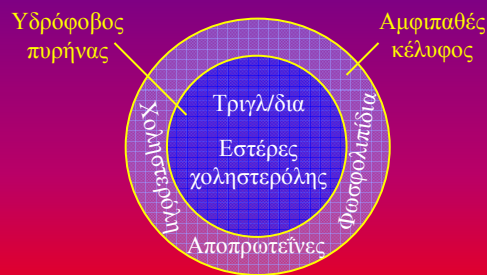 Υδρόφοβος
πυρήνας
Αμφιπαθές
κέλυφος
Τριγλ/δια
Εστέρες
χοληστερόλης
Χοληστερόλη
Φωσφολιπίδια
Αποπρωτεΐνες